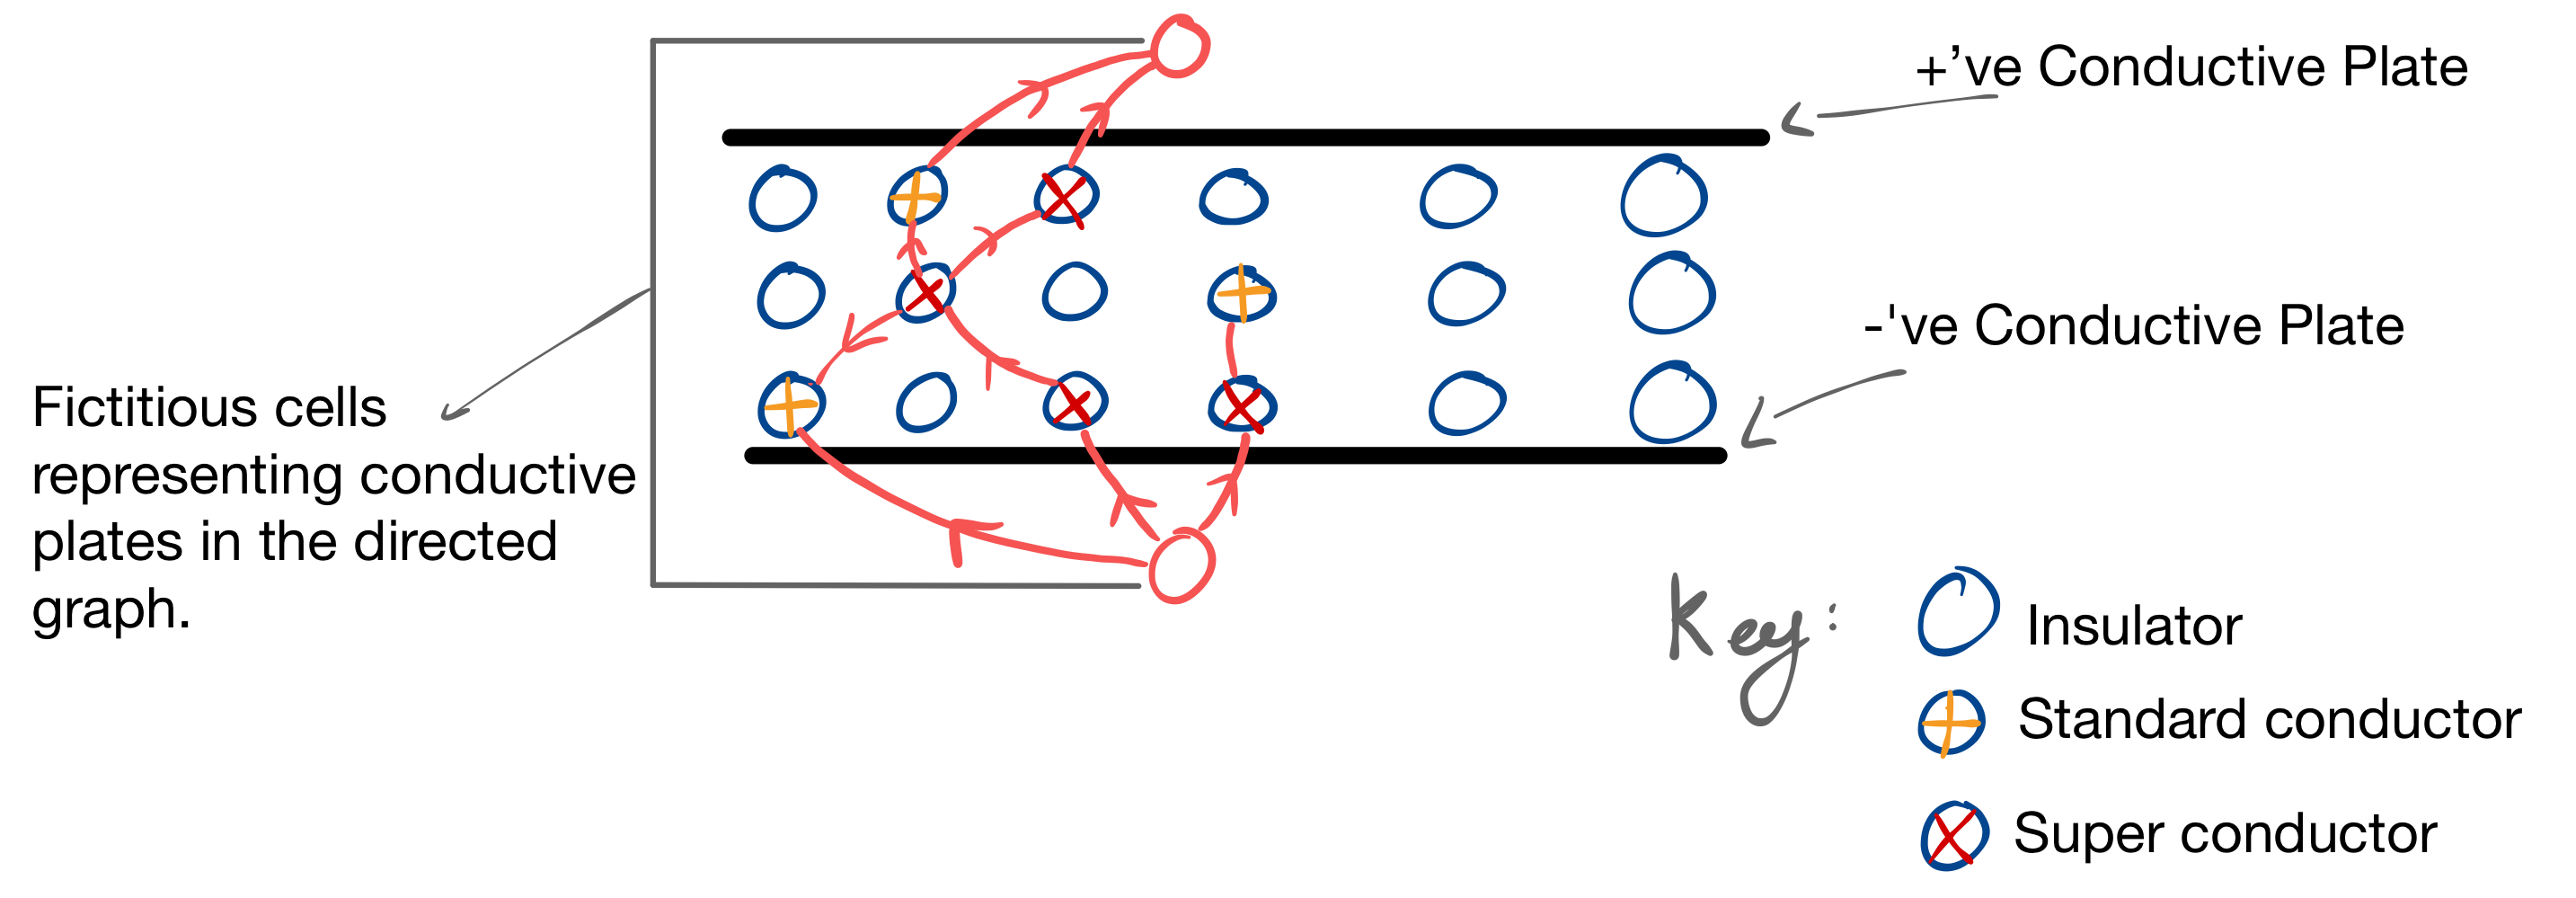 +’ve Conductive Plate
-'ve Conductive Plate
Fictitious cells
representing conductive
plates in the directed
graph.
Key:
Insulator
Standard conductor
Super conductor